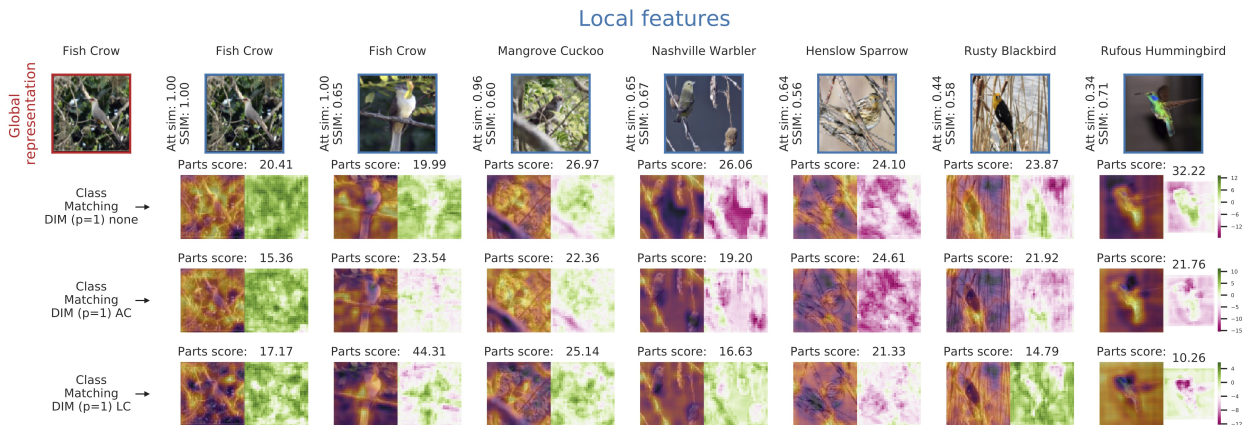 Local features
Fish Crow
Fish Crow
Fish Crow
Mangrove Cuckoo
Nashville Warbler
Henslow Sparrow
Rusty Blackbird
Rufous Hummingbird
Global
representation
Att sim: 1.00
SSIM: 1.00
Att sim: 1.00
SSIM: 0.65
Att sim: 0.96
SSIM: 0.60
Att sim: 0.65
SSIM: 0.67
Att sim: 0.64
SSIM: 0.56
Att sim: 0.44
SSIM: 0.58
Att sim: 0.34
SSIM: 0.71
Class
Matching
DIM (p=1) none
Parts score: 20.41
Parts score: 19.99
Parts score: 26.97
Parts score: 26.06
Parts score: 24.10
Parts score: 23.87
Parts score: 32.22
12
6
0
−6
−12
Class
Matching
DIM (p=1) AC
Parts score: 15.36
Parts score: 23.54
Parts score: 22.36
Parts score: 19.20
Parts score: 24.61
Parts score: 21.92
Parts score: 21.76
10
5
0
−5
−10
−15
Class
Matching
DIM (p=1) LC
Parts score: 17.17
Parts score: 44.31
Parts score: 25.14
Parts score: 16.63
Parts score: 21.33
Parts score: 14.79
Parts score: 10.26
4
0
−4
−8
−12